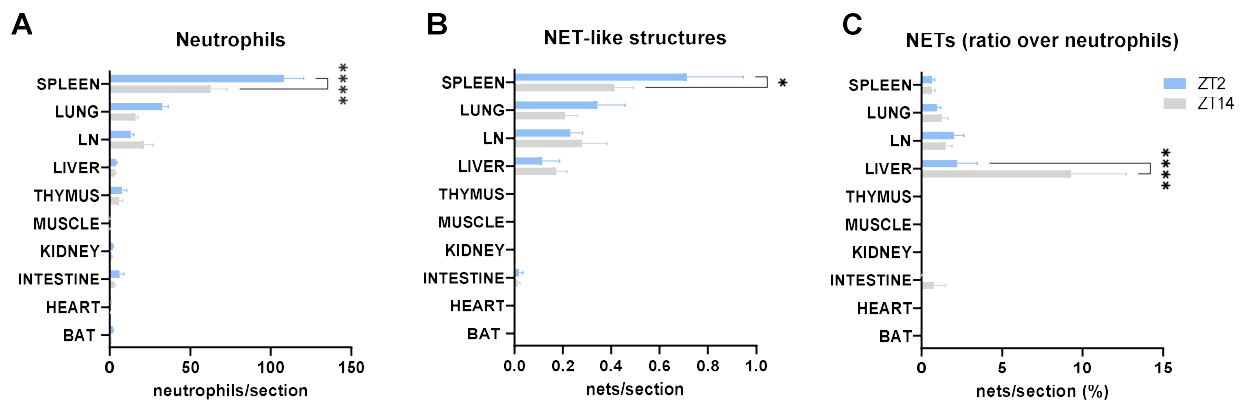 A
Neutrophils
SPLEEN
LUNG
LN
LIVER
THYMUS
MUSCLE
KIDNEY
INTESTINE
HEART
BAT
****
0 50 100 150
neutrophils/section
B
NET-like structures
SPLEEN
LUNG
LN
LIVER
THYMUS
MUSCLE
KIDNEY
INTESTINE
HEART
BAT
*
0.0 0.2 0.4 0.6 0.8 1.0
nets/section
C
NETs (ratio over neutrophils)
SPLEEN
LUNG
LN
LIVER
THYMUS
MUSCLE
KIDNEY
INTESTINE
HEART
BAT
****
0 5 10 15
nets/section (%)
ZT2
ZT14